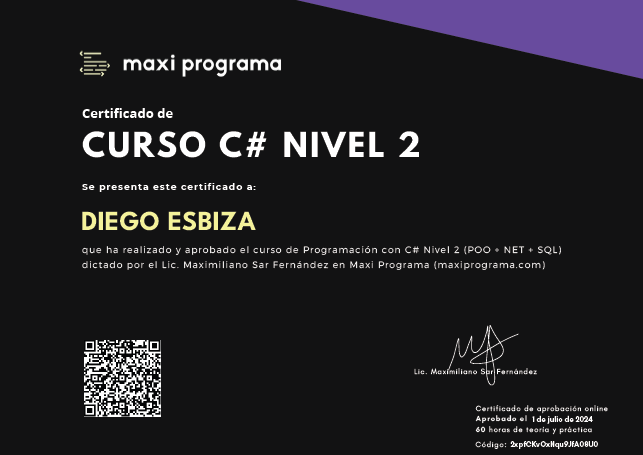 maxi programa
Certificado de
CURSO C# NIVEL 2
Se presenta este certificado a:
DIEGO ESBIZA
que ha realizado y aprobado el curso de Programación con C# Nivel 2 (POO + NET + SQL)
dictado por el Lic. Maximiliano Sar Fernández en Maxi Programa (maxiprograma.com)
Lic. Maximiliano Sar Fernández
Certificado de aprobación online
Aprobado el 1 de julio de 2024
60 horas de teoría y práctica
Código: 2xpfCKvOxNqu9JfA08U0